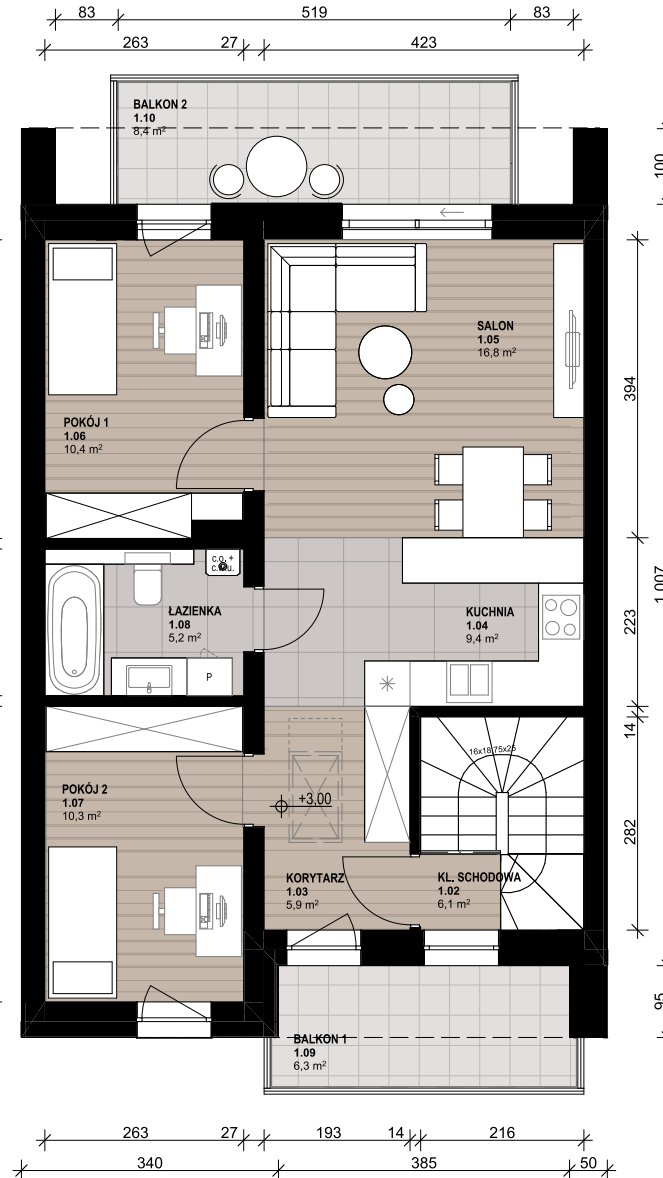 83
519
83
263
27
423
BALKON 2
1.10
8,4 m²
100
SALON
1.05
16,8 m²
394
POKÓJ 1
1.06
10,4 m²
c.o. +
c.w.u.
ŁAZIENKA
1.08
5,2 m²
KUCHNIA
1.04
9,4 m²
223
1 007
P
14
16x18,75x25
POKÓJ 2
1.07
10,3 m²
+3,00
282
KORYTARZ
1.03
5,9 m²
KL. SCHODOWA
1.02
6,1 m²
95
BALKON 1
1.09
6,3 m²
263
27
193
14
216
340
385
50